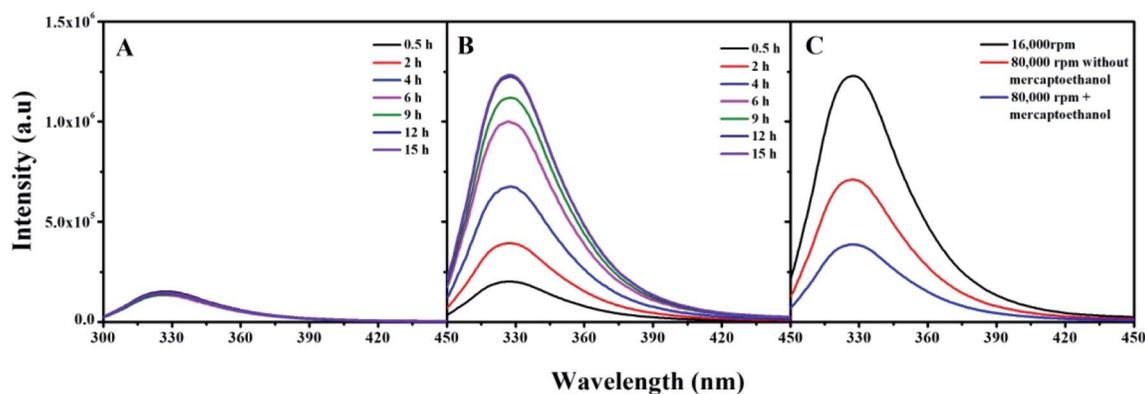 1.5x10⁶
1.0x10⁶
5.0x10⁵
0.0
Intensity (a.u)
A
0.5 h
2 h
4 h
6 h
9 h
12 h
15 h
B
0.5 h
2 h
4 h
6 h
9 h
12 h
15 h
C
16,000rpm
80,000 rpm without
mercaptoethanol
80,000 rpm +
mercaptoethanol
300 330 360 390 420 450 330 360 390 420 450 330 360 390 420 450
Wavelength (nm)